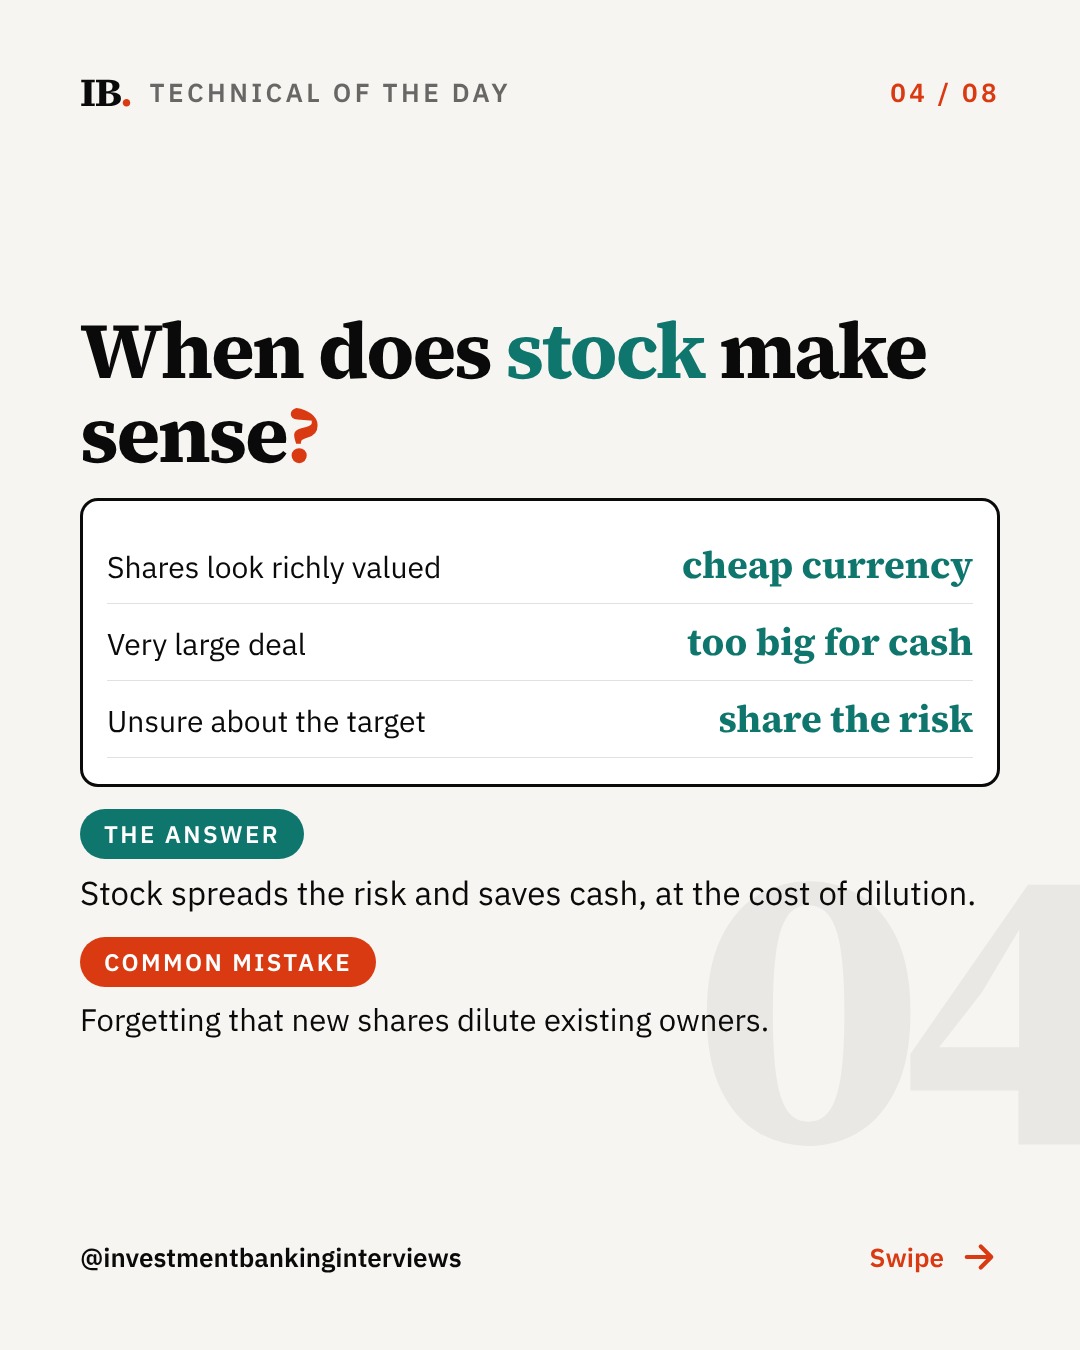 IB. TECHNICAL OF THE DAY 04 / 08
When does stock make
sense?
Shares look richly valued cheap currency
Very large deal too big for cash
Unsure about the target share the risk
THE ANSWER
Stock spreads the risk and saves cash, at the cost of dilution.
COMMON MISTAKE
Forgetting that new shares dilute existing owners.
04
@investmentbankinginterviews Swipe →